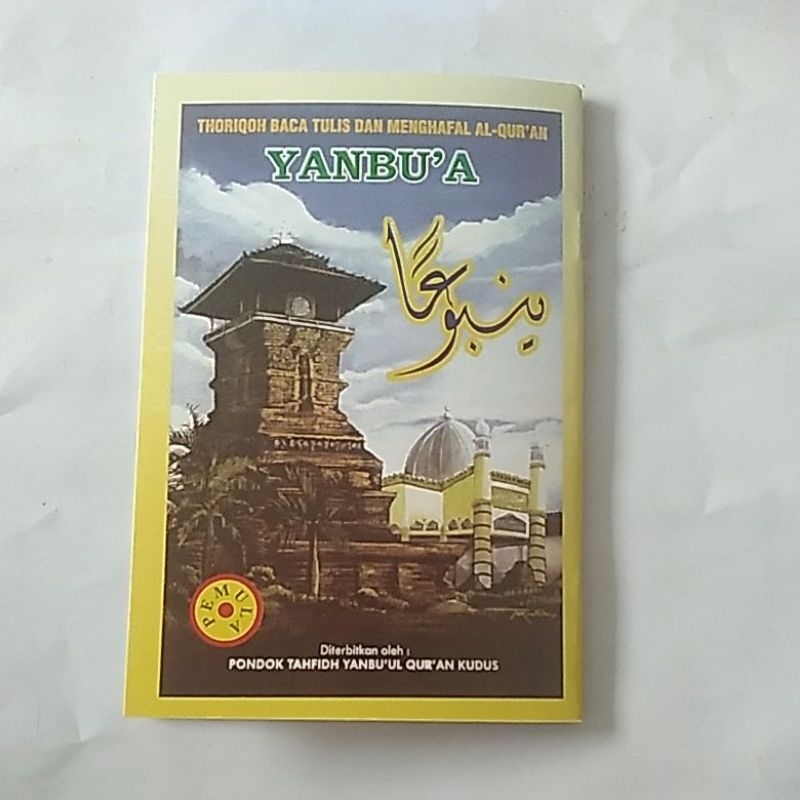 THORIQOH BACA TULIS DAN MENGHAFAL AL-QUR'AN
YANBU'A
ينبوعا
PEMULA
Diterbitkan oleh :
PONDOK TAHFIDH YANBU'UL QUR'AN KUDUS